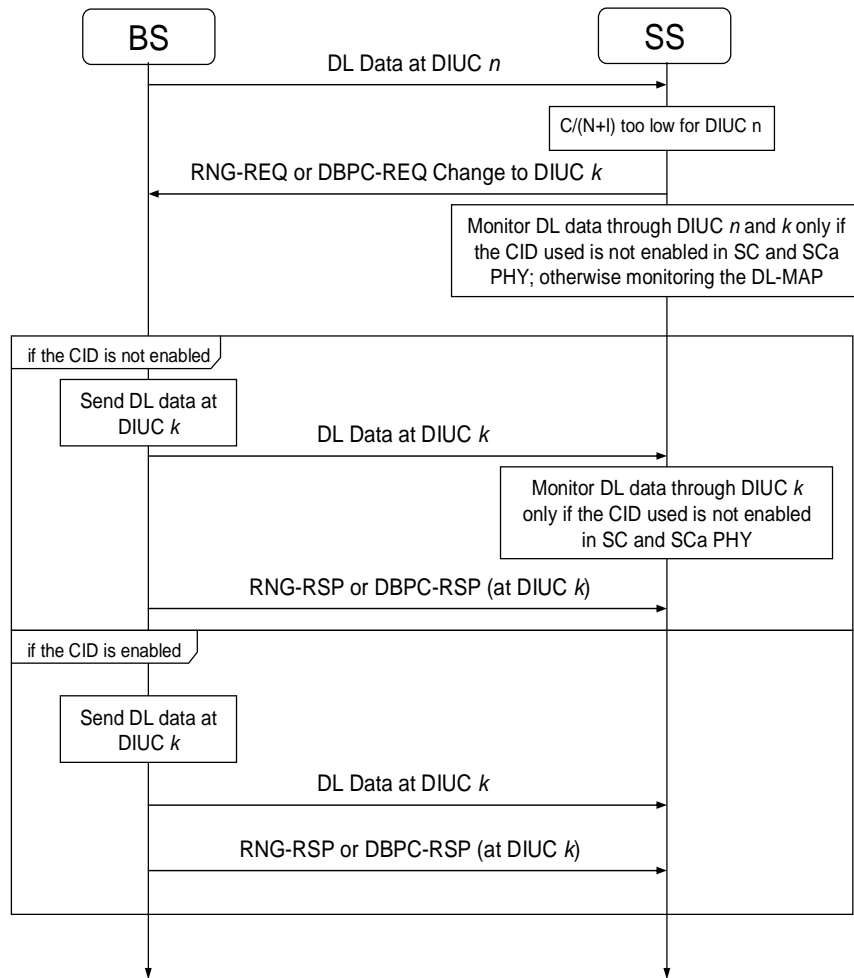 BS
SS
DL Data at DIUC n
C/(N+I) too low for DIUC n
RNG-REQ or DBPC-REQ Change to DIUC k
Monitor DL data through DIUC n and k only if
the CID used is not enabled in SC and SCa
PHY; otherwise monitoring the DL-MAP
if the CID is not enabled
Send DL data at
DIUC k
DL Data at DIUC k
Monitor DL data through DIUC k
only if the CID used is not enabled
in SC and SCa PHY
RNG-RSP or DBPC-RSP (at DIUC k)
if the CID is enabled
Send DL data at
DIUC k
DL Data at DIUC k
RNG-RSP or DBPC-RSP (at DIUC k)